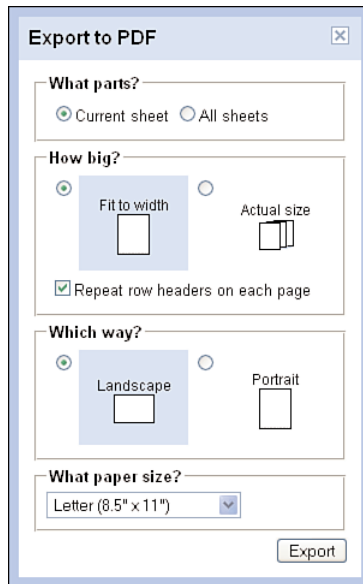 Export to PDF
What parts?
Current sheet All sheets
How big?
Fit to width Actual size
Repeat row headers on each page
Which way?
Landscape Portrait
What paper size?
Letter (8.5" x 11")
Export